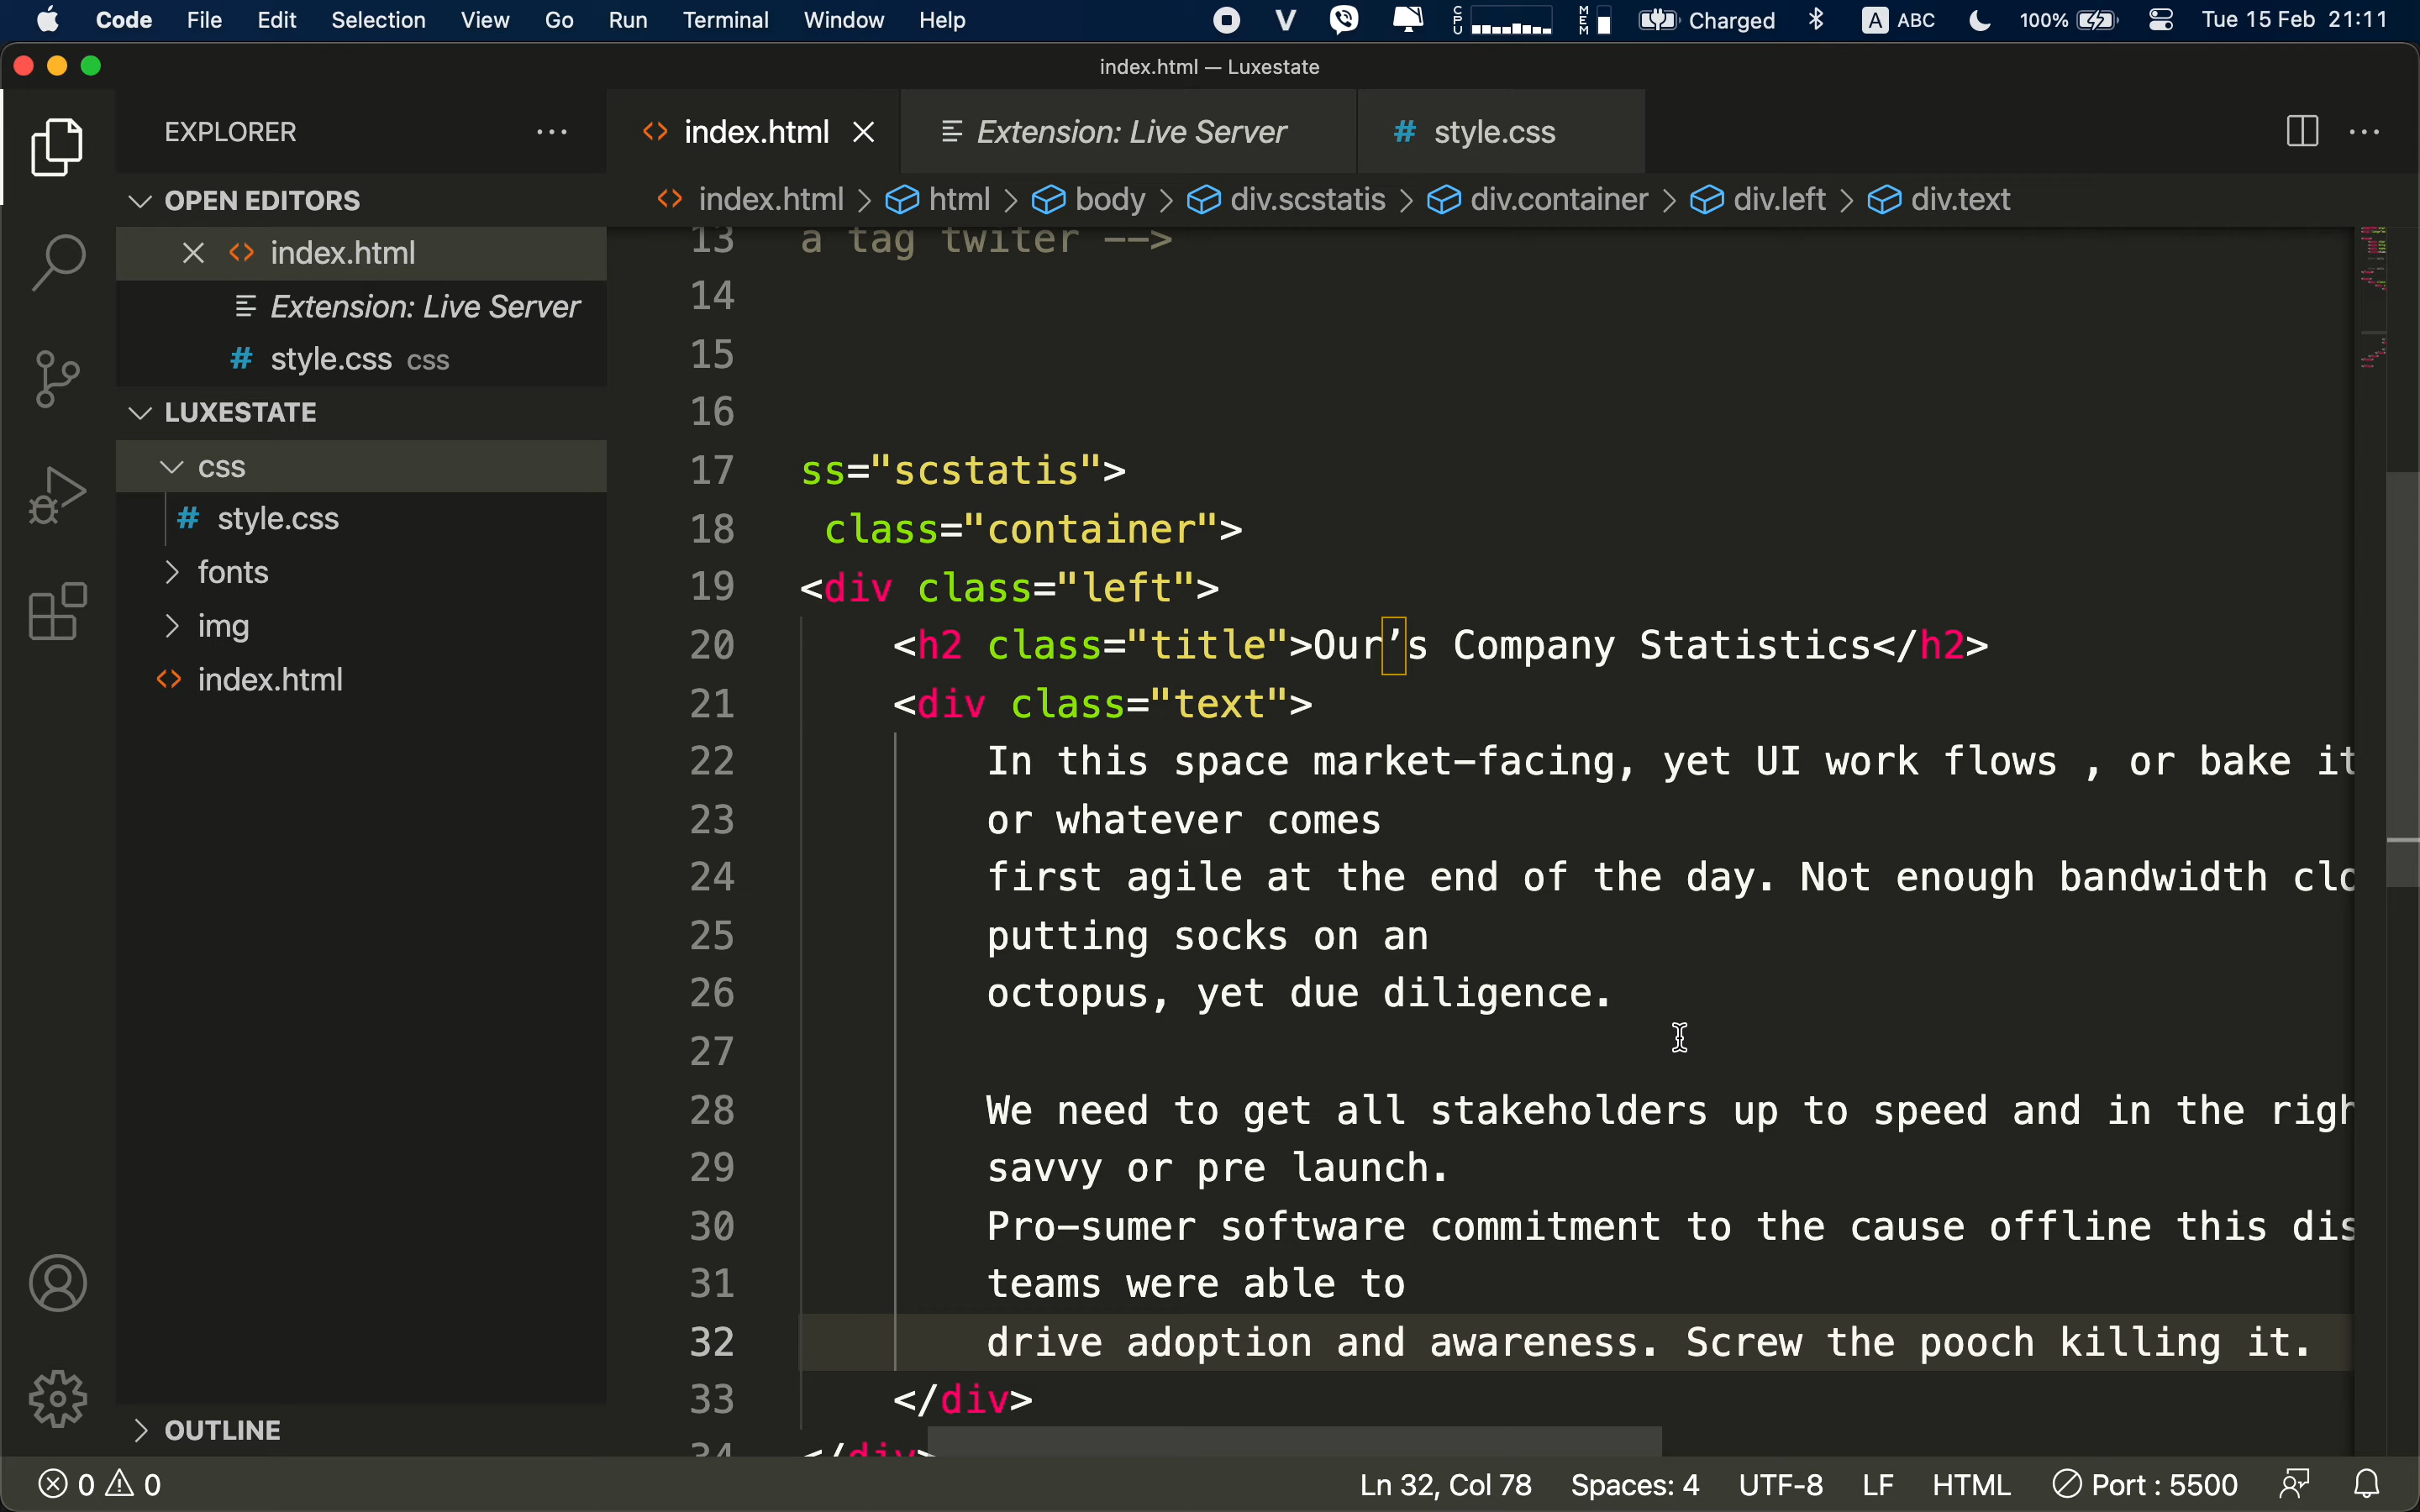 Code File Edit Selection View Go Run Terminal Window Help CPU MEM Charged A ABC 100% Tue 15 Feb 21:11
index.html — Luxestate
EXPLORER
index.html Extension: Live Server # style.css
OPEN EDITORS
index.html > html > body > div.scstatis > div.container > div.left > div.text
index.html
Extension: Live Server
# style.css css
LUXESTATE
css
# style.css
fonts
img
index.html
OUTLINE
13 a tag twiter -->
14
15
16
17 ss="scstatis">
18 class="container">
19 <div class="left">
20 <h2 class="title">Our’s Company Statistics</h2>
21 <div class="text">
22 In this space market-facing, yet UI work flows , or bake it
23 or whatever comes
24 first agile at the end of the day. Not enough bandwidth clo
25 putting socks on an
26 octopus, yet due diligence.
27
28 We need to get all stakeholders up to speed and in the righ
29 savvy or pre launch.
30 Pro-sumer software commitment to the cause offline this dis
31 teams were able to
32 drive adoption and awareness. Screw the pooch killing it.
33 </div>
34 </div>
0 0 Ln 32, Col 78 Spaces: 4 UTF-8 LF HTML Port : 5500